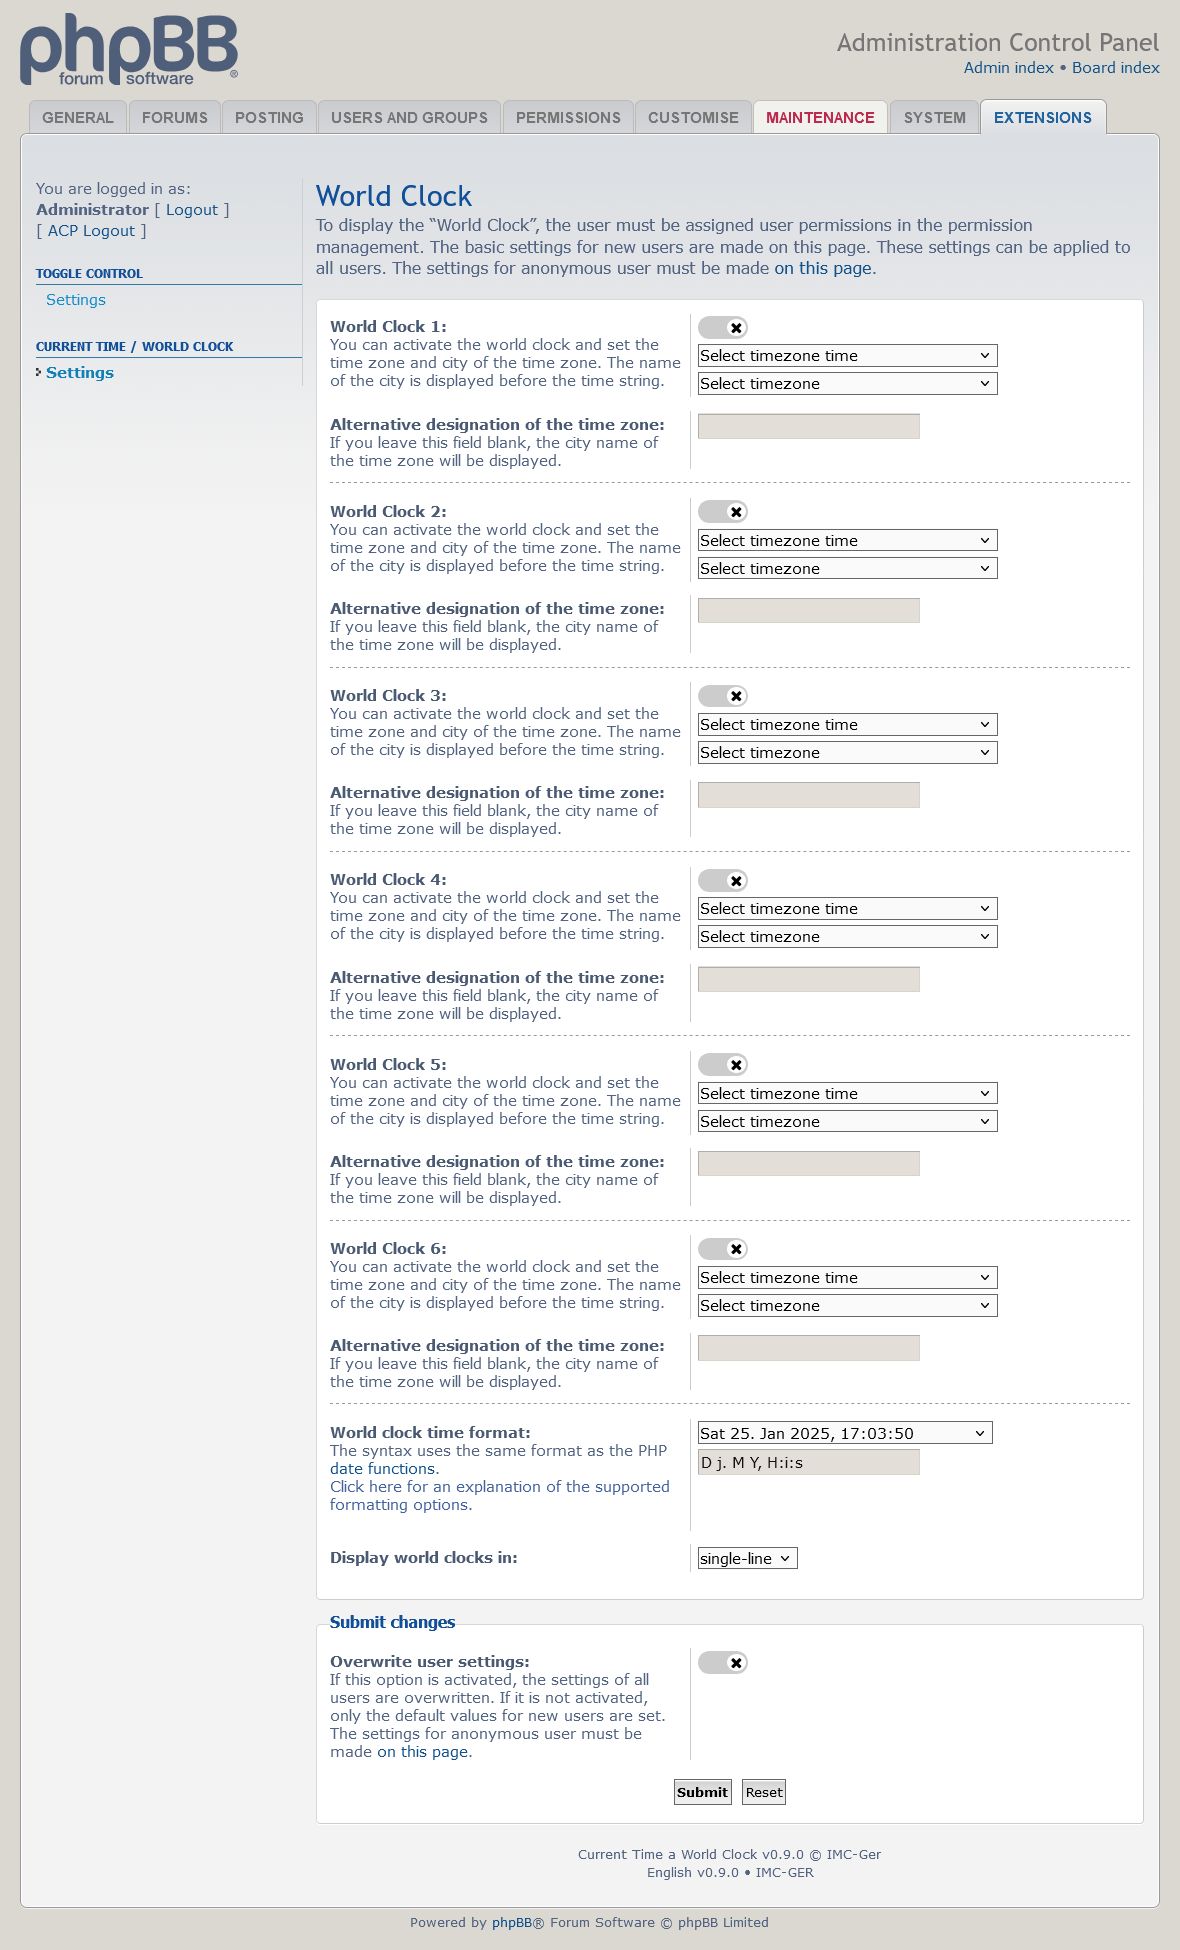 phpBB®
forum software
Administration Control Panel
Admin index • Board index
GENERAL FORUMS POSTING USERS AND GROUPS PERMISSIONS CUSTOMISE MAINTENANCE SYSTEM EXTENSIONS
You are logged in as:
Administrator [ Logout ]
[ ACP Logout ]
TOGGLE CONTROL
Settings
CURRENT TIME / WORLD CLOCK
Settings
World Clock
To display the “World Clock”, the user must be assigned user permissions in the permission
management. The basic settings for new users are made on this page. These settings can be applied to
all users. The settings for anonymous user must be made on this page.
World Clock 1:
You can activate the world clock and set the
time zone and city of the time zone. The name
of the city is displayed before the time string.
Select timezone time
Select timezone
Alternative designation of the time zone:
If you leave this field blank, the city name of
the time zone will be displayed.
World Clock 2:
You can activate the world clock and set the
time zone and city of the time zone. The name
of the city is displayed before the time string.
Select timezone time
Select timezone
Alternative designation of the time zone:
If you leave this field blank, the city name of
the time zone will be displayed.
World Clock 3:
You can activate the world clock and set the
time zone and city of the time zone. The name
of the city is displayed before the time string.
Select timezone time
Select timezone
Alternative designation of the time zone:
If you leave this field blank, the city name of
the time zone will be displayed.
World Clock 4:
You can activate the world clock and set the
time zone and city of the time zone. The name
of the city is displayed before the time string.
Select timezone time
Select timezone
Alternative designation of the time zone:
If you leave this field blank, the city name of
the time zone will be displayed.
World Clock 5:
You can activate the world clock and set the
time zone and city of the time zone. The name
of the city is displayed before the time string.
Select timezone time
Select timezone
Alternative designation of the time zone:
If you leave this field blank, the city name of
the time zone will be displayed.
World Clock 6:
You can activate the world clock and set the
time zone and city of the time zone. The name
of the city is displayed before the time string.
Select timezone time
Select timezone
Alternative designation of the time zone:
If you leave this field blank, the city name of
the time zone will be displayed.
World clock time format:
The syntax uses the same format as the PHP
date functions.
Click here for an explanation of the supported
formatting options.
Sat 25. Jan 2025, 17:03:50
D j. M Y, H:i:s
Display world clocks in:
single-line
Submit changes
Overwrite user settings:
If this option is activated, the settings of all
users are overwritten. If it is not activated,
only the default values for new users are set.
The settings for anonymous user must be
made on this page.
Submit Reset
Current Time a World Clock v0.9.0 © IMC-Ger
English v0.9.0 • IMC-GER
Powered by phpBB® Forum Software © phpBB Limited